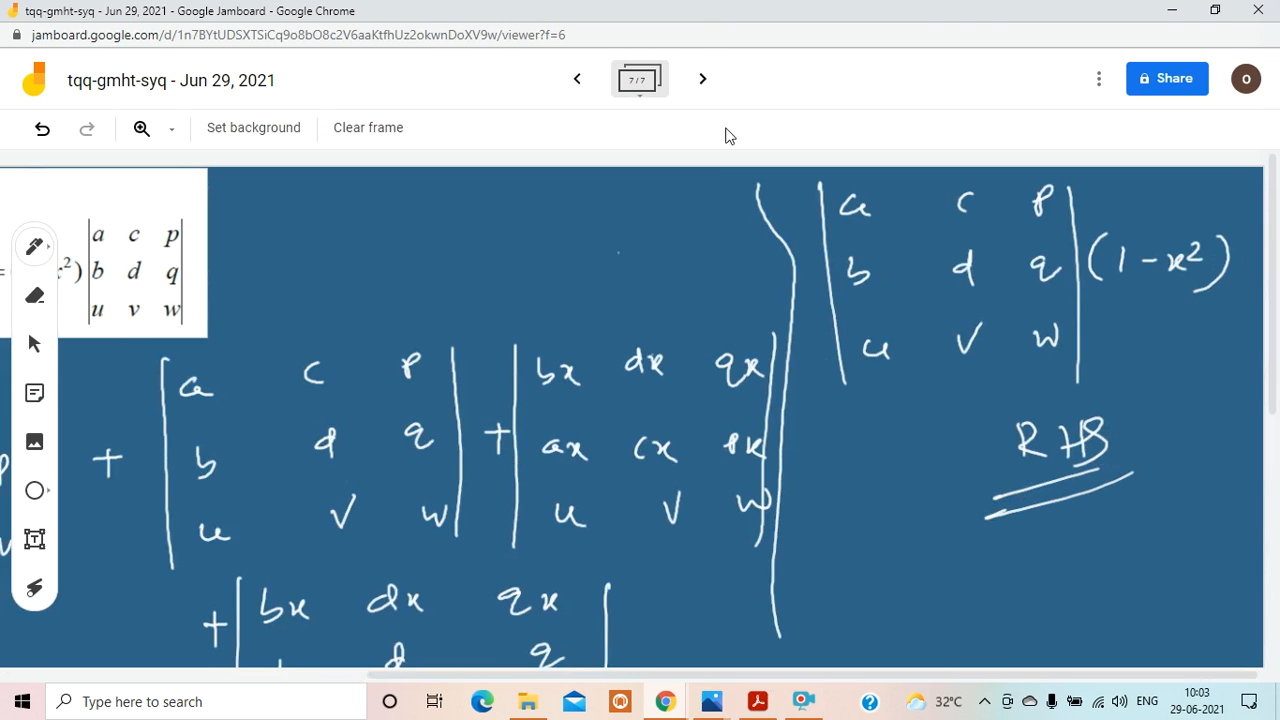 tqq-gmht-syq - Jun 29, 2021 - Google Jamboard - Google Chrome
jamboard.google.com/d/1n7BYtUDSXTSiCq9o8bO8c2V6aaKtfhUz2okwnDoXV9w/viewer?f=6
tqq-gmht-syq - Jun 29, 2021
7 / 7
Share
O
Set background
Clear frame
a c p
= x²) b d q
u v w
a c p
b d q (1 - x²)
u v w
RHS
a c p
+ b d q
u v w
bx dx qx
+ ax cx px
u v w
bx dx qx
+ d q
Type here to search
32°C
ENG
10:03
29-06-2021